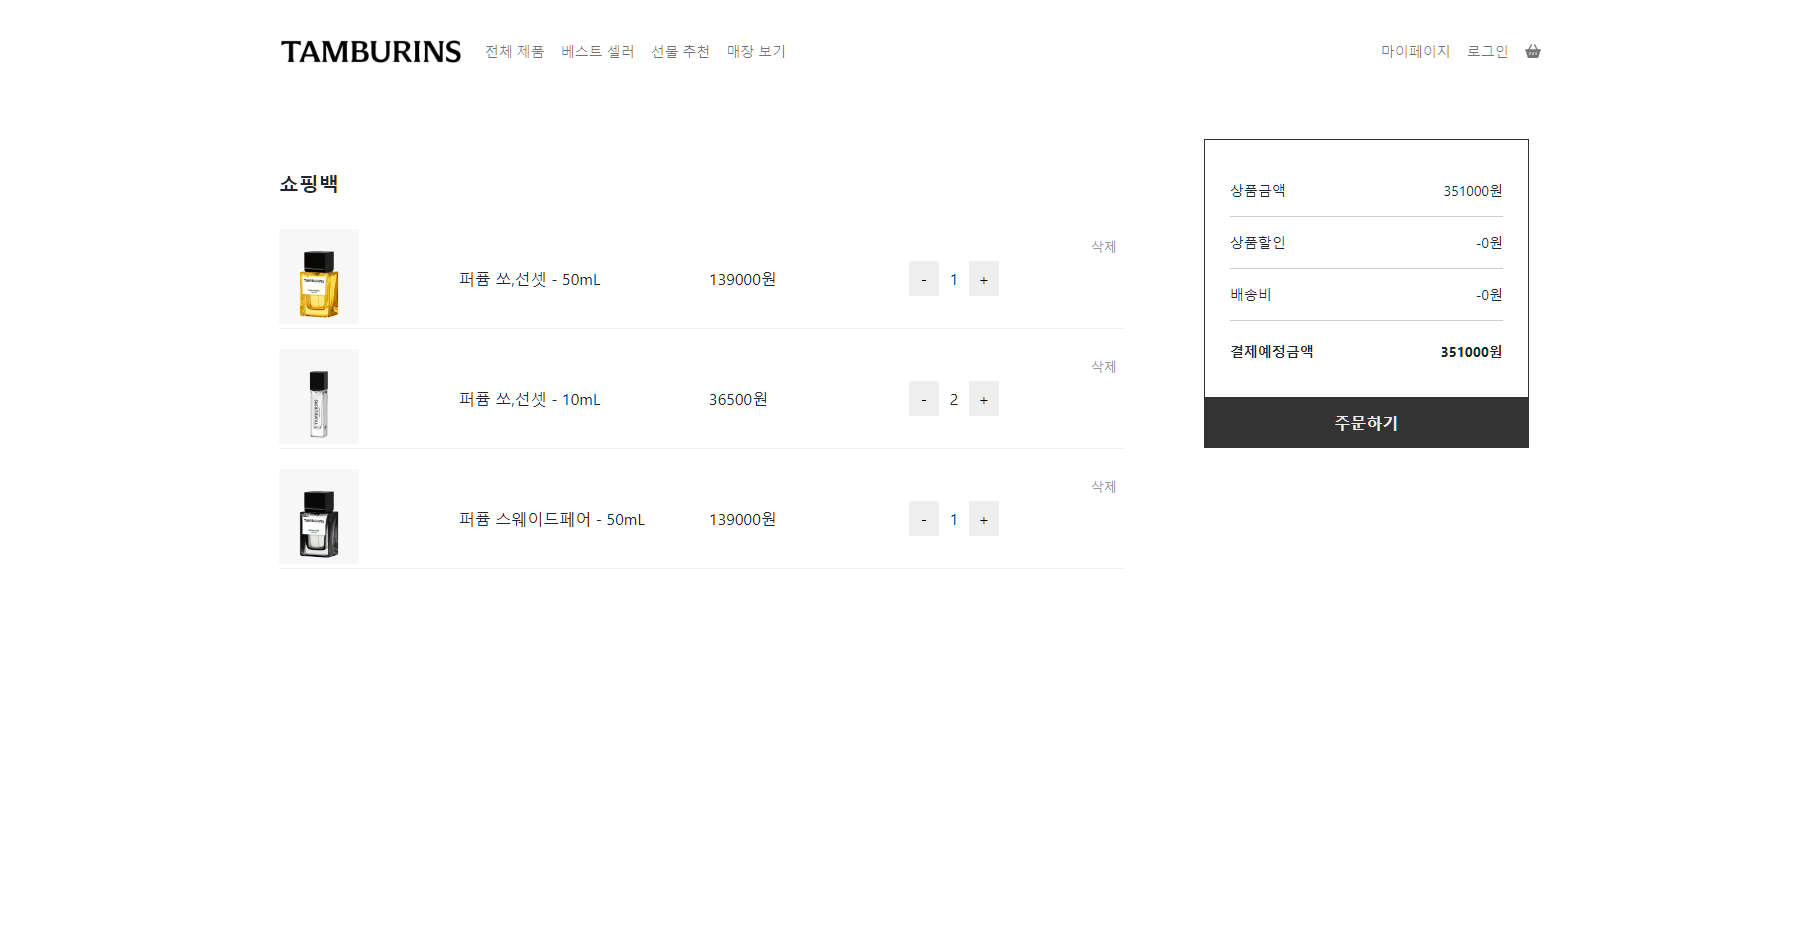 TAMBURINS 전체 제품 베스트 셀러 선물 추천 매장 보기 마이페이지 로그인
쇼핑백
삭제
퍼퓸 쏘,선셋 - 50mL 139000원 - 1 +
삭제
퍼퓸 쏘,선셋 - 10mL 36500원 - 2 +
삭제
퍼퓸 스웨이드페어 - 50mL 139000원 - 1 +
상품금액 351000원
상품할인 -0원
배송비 -0원
결제예정금액 351000원
주문하기
TAMBURINS
TAMBURINS
TAMBURINS